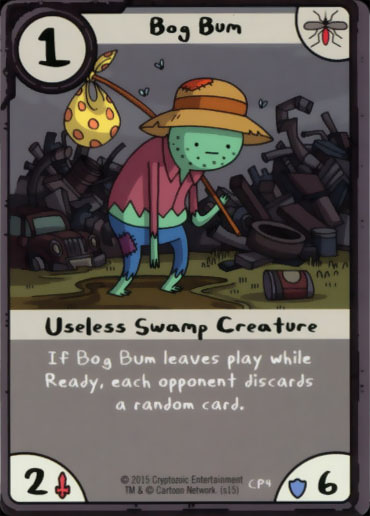 1
Bog Bum
Useless Swamp Creature
If Bog Bum leaves play while
Ready, each opponent discards
a random card.
2
© 2015 Cryptozoic Entertainment
TM & © Cartoon Network. (s15)
CP4
6